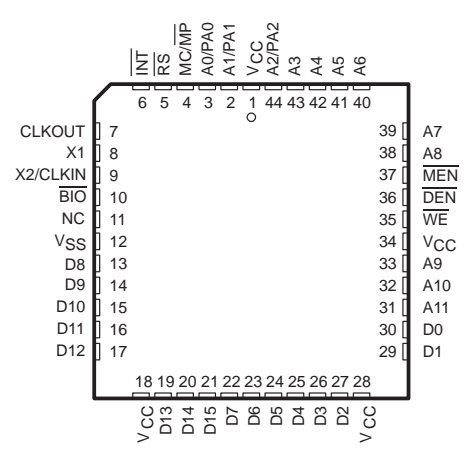 INT
RS
MC/MP
A0/PA0
A1/PA1
VCC
A2/PA2
A3
A4
A5
A6
6 5 4 3 2 1 44 43 42 41 40
CLKOUT 7 39 A7
X1 8 38 A8
X2/CLKIN 9 37 MEN
BIO 10 36 DEN
NC 11 35 WE
VSS 12 34 VCC
D8 13 33 A9
D9 14 32 A10
D10 15 31 A11
D11 16 30 D0
D12 17 29 D1
18 19 20 21 22 23 24 25 26 27 28
VCC
D13
D14
D15
D7
D6
D5
D4
D3
D2
VCC